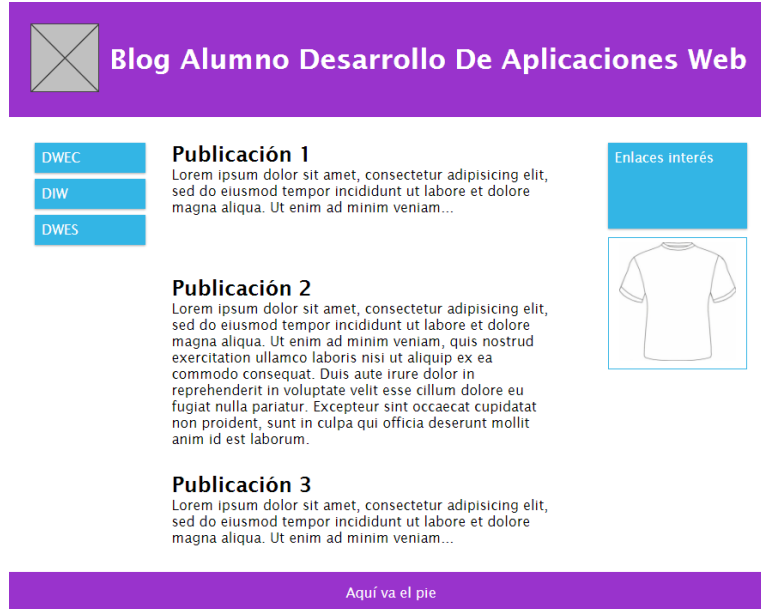 Blog Alumno Desarrollo De Aplicaciones Web
DWEC
DIW
DWES
Publicación 1
Lorem ipsum dolor sit amet, consectetur adipisicing elit,
sed do eiusmod tempor incididunt ut labore et dolore
magna aliqua. Ut enim ad minim veniam...
Publicación 2
Lorem ipsum dolor sit amet, consectetur adipisicing elit,
sed do eiusmod tempor incididunt ut labore et dolore
magna aliqua. Ut enim ad minim veniam, quis nostrud
exercitation ullamco laboris nisi ut aliquip ex ea
commodo consequat. Duis aute irure dolor in
reprehenderit in voluptate velit esse cillum dolore eu
fugiat nulla pariatur. Excepteur sint occaecat cupidatat
non proident, sunt in culpa qui officia deserunt mollit
anim id est laborum.
Publicación 3
Lorem ipsum dolor sit amet, consectetur adipisicing elit,
sed do eiusmod tempor incididunt ut labore et dolore
magna aliqua. Ut enim ad minim veniam...
Enlaces interés
Aquí va el pie